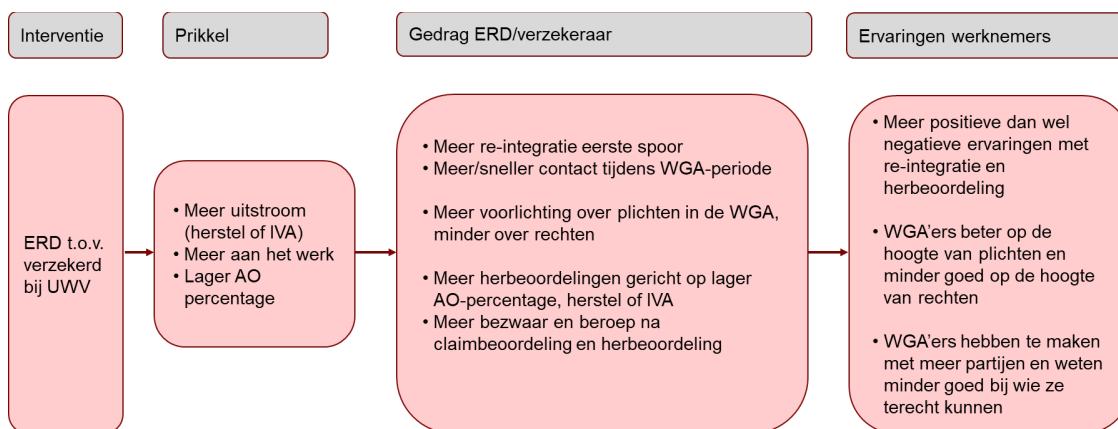 Interventie
Prikkel
Gedrag ERD/verzekeraar
Ervaringen werknemers
ERD t.o.v.
verzekerd
bij UWV
• Meer uitstroom
(herstel of IVA)
• Meer aan het werk
• Lager AO
percentage
• Meer re-integratie eerste spoor
• Meer/sneller contact tijdens WGA-periode
• Meer voorlichting over plichten in de WGA,
minder over rechten
• Meer herbeoordelingen gericht op lager
AO-percentage, herstel of IVA
• Meer bezwaar en beroep na
claimbeoordeling en herbeoordeling
• Meer positieve dan wel
negatieve ervaringen met
re-integratie en
herbeoordeling
• WGA’ers beter op de
hoogte van plichten en
minder goed op de hoogte
van rechten
• WGA’ers hebben te maken
met meer partijen en weten
minder goed bij wie ze
terecht kunnen